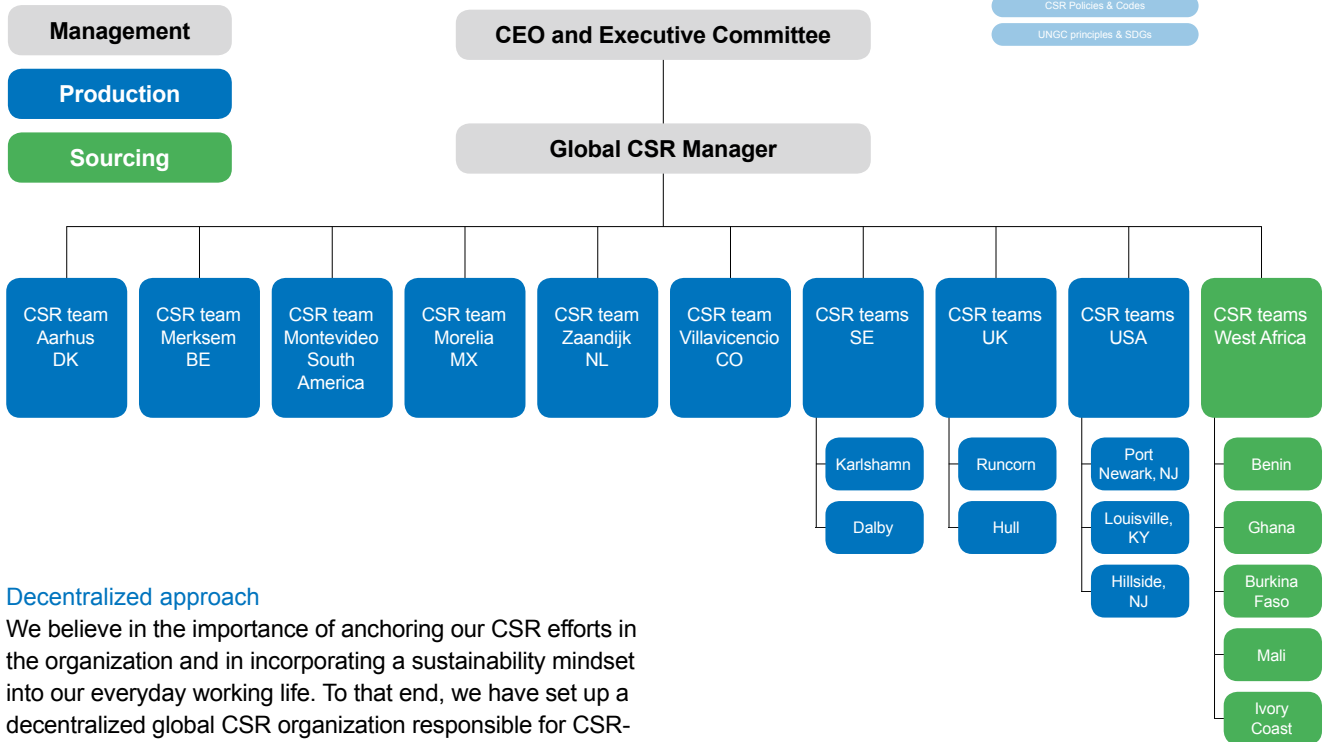 CSR Policies & Codes
UNGC principles & SDGs
Management
Production
Sourcing
CEO and Executive Committee
Global CSR Manager
CSR team
Aarhus
DK
CSR team
Merksem
BE
CSR team
Montevideo
South
America
CSR team
Morelia
MX
CSR team
Zaandijk
NL
CSR team
Villavicencio
CO
CSR teams
SE
CSR teams
UK
CSR teams
USA
CSR teams
West Africa
Karlshamn
Dalby
Runcorn
Hull
Port
Newark, NJ
Louisville,
KY
Hillside,
NJ
Benin
Ghana
Burkina
Faso
Mali
Ivory
Coast
Decentralized approach
We believe in the importance of anchoring our CSR efforts in
the organization and in incorporating a sustainability mindset
into our everyday working life. To that end, we have set up a
decentralized global CSR organization responsible for CSR-